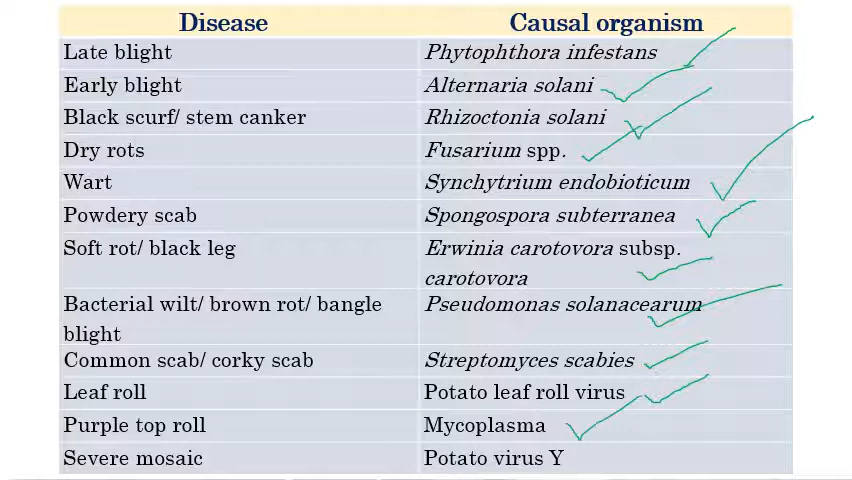 Disease Causal organism
Late blight Phytophthora infestans
Early blight Alternaria solani
Black scurf/ stem canker Rhizoctonia solani
Dry rots Fusarium spp.
Wart Synchytrium endobioticum
Powdery scab Spongospora subterranea
Soft rot/ black leg Erwinia carotovora subsp.
carotovora
Bacterial wilt/ brown rot/ bangle Pseudomonas solanacearum
blight
Common scab/ corky scab Streptomyces scabies
Leaf roll Potato leaf roll virus
Purple top roll Mycoplasma
Severe mosaic Potato virus Y